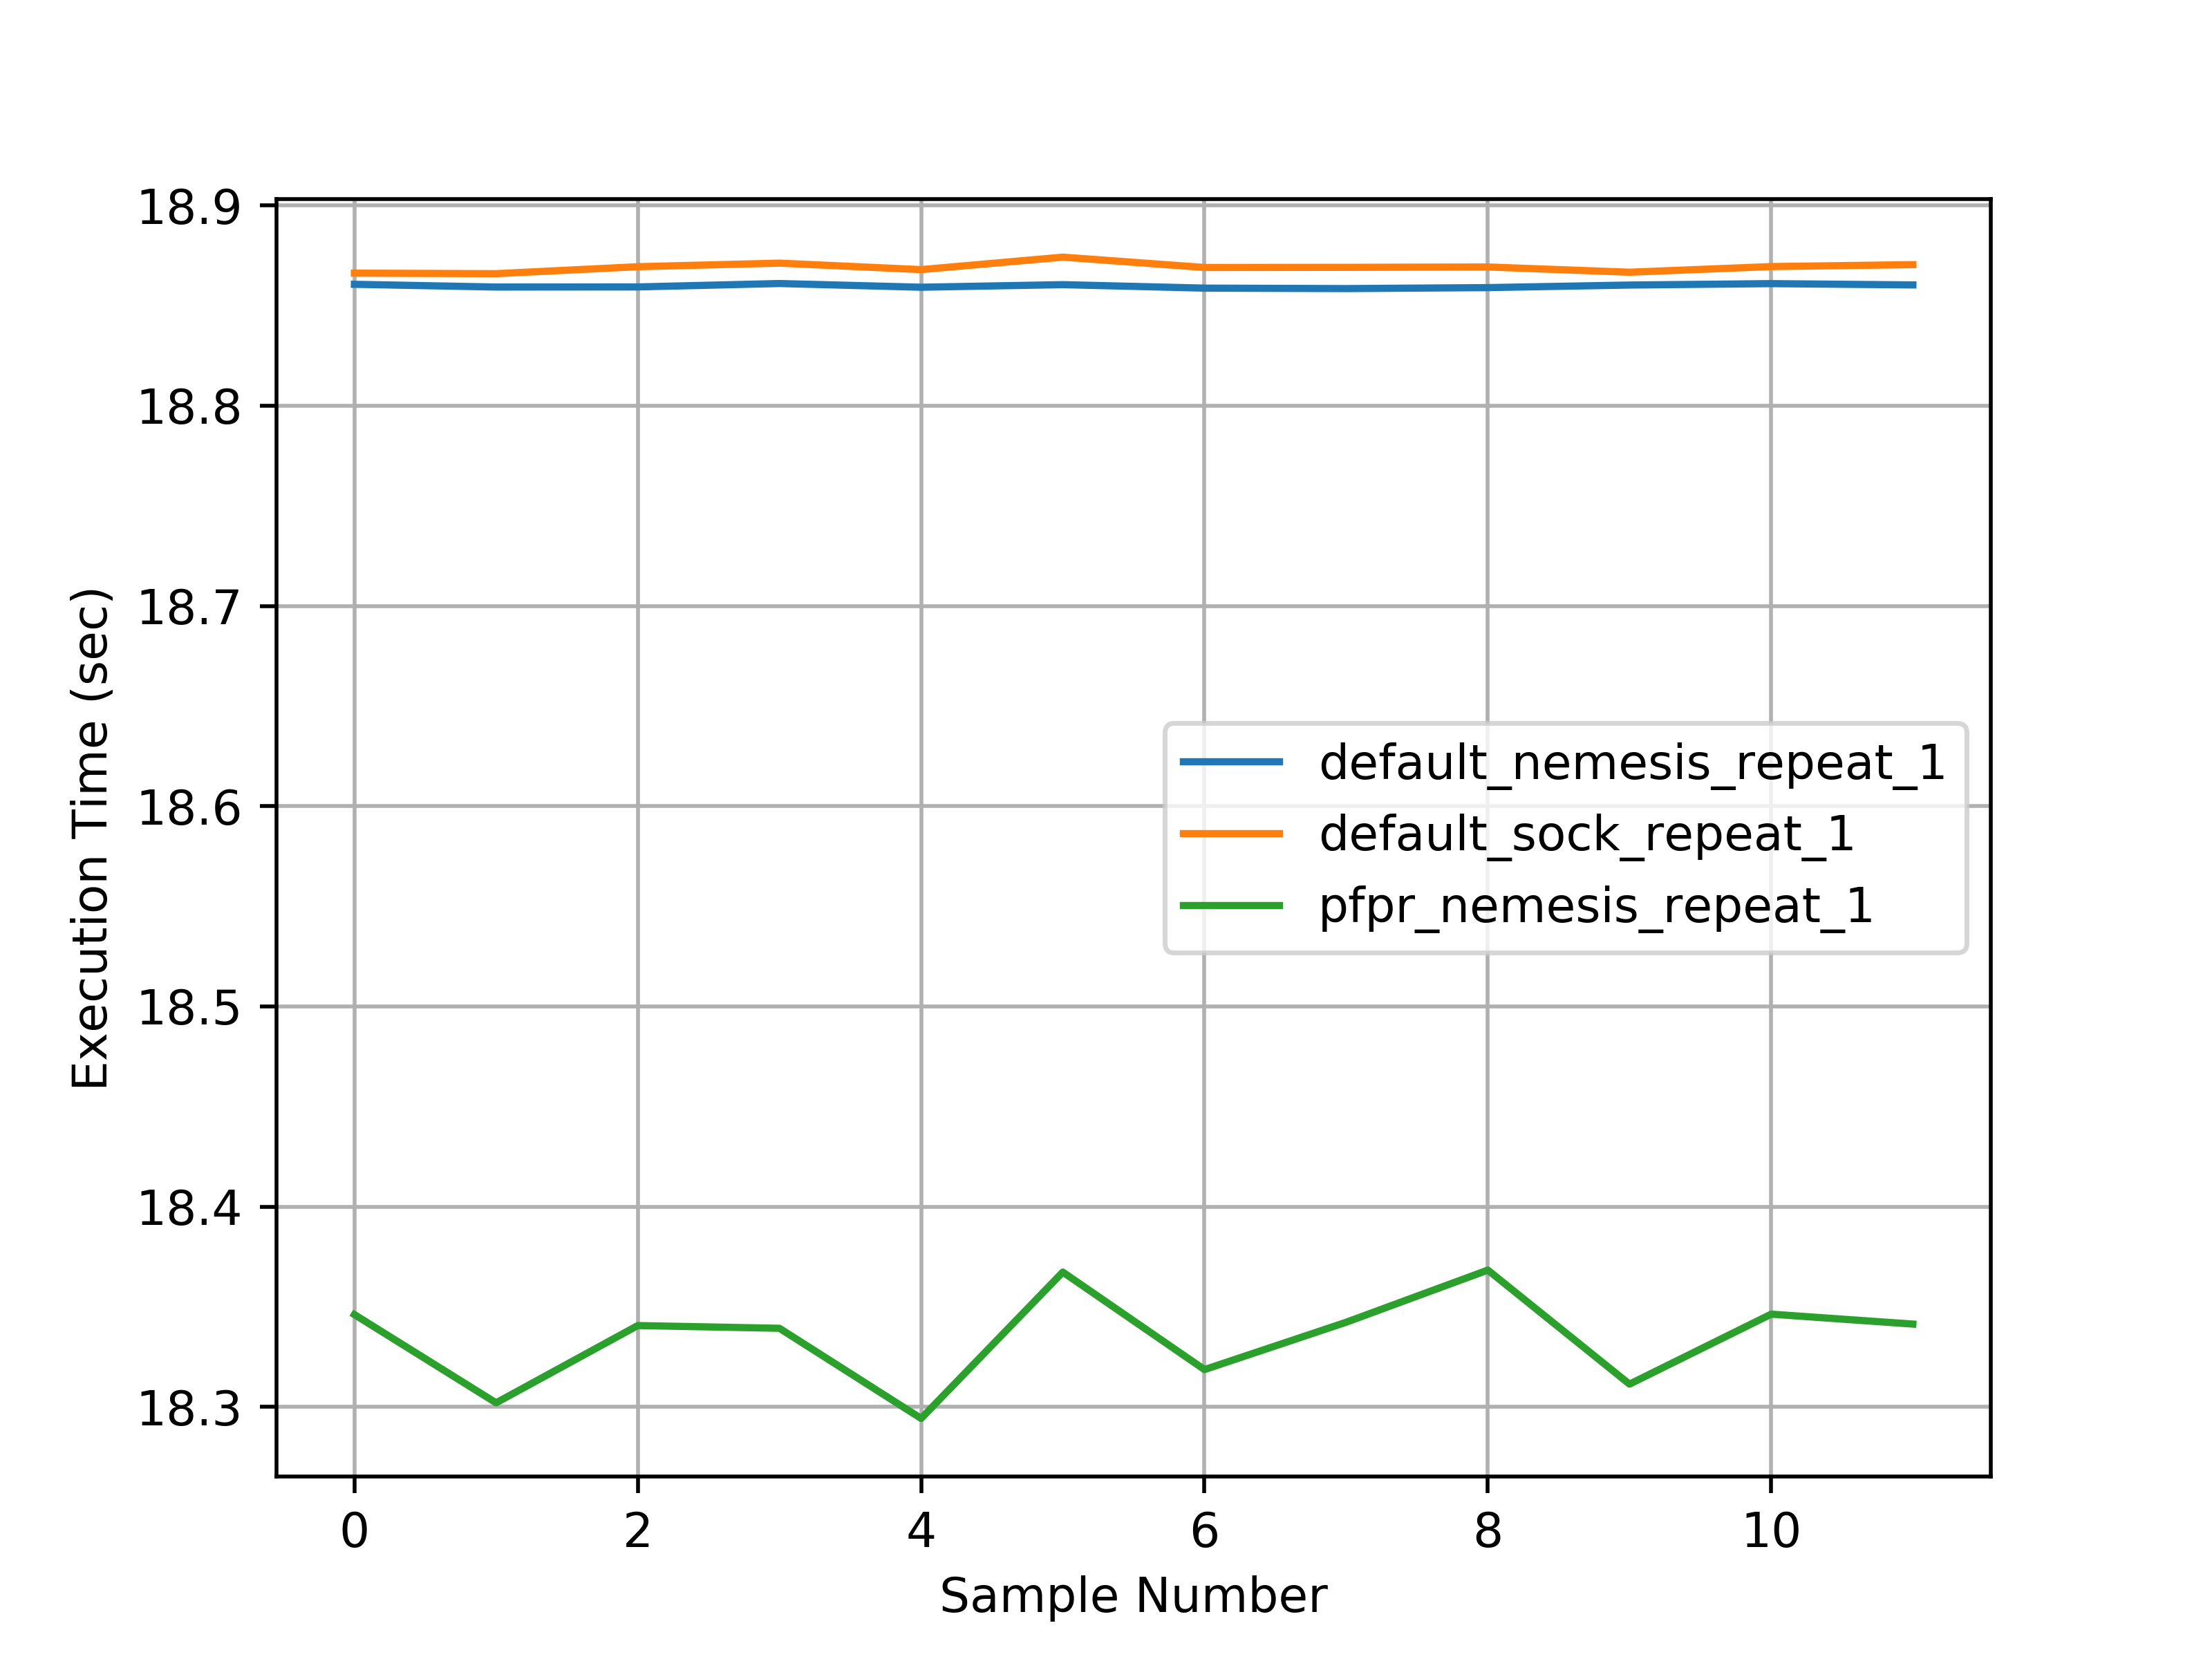 18.9
18.8
18.7
18.6
18.5
18.4
18.3
Execution Time (sec)
default_nemesis_repeat_1
default_sock_repeat_1
pfpr_nemesis_repeat_1
0 2 4 6 8 10
Sample Number